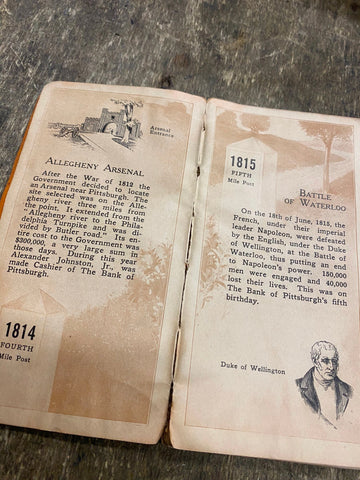 Arsenal
Entrance
ALLEGHENY ARSENAL
After the War of 1812 the
Government decided to locate
an Arsenal near Pittsburgh. The
site selected was on the Alle-
gheny river three miles from
the point. It extended from the
"Allegheny river to the Phila-
delphia Turnpike and was di-
vided by Butler road." Its en-
tire cost to the Government was
$300,000, a very large sum in
those days. During this year
Alexander Johnston, Jr., was
made Cashier of The Bank of
Pittsburgh.
1814
FOURTH
Mile Post
1815
FIFTH
Mile Post
BATTLE
OF
WATERLOO
On the 18th of June, 1815, the
French, under their imperial
leader Napoleon, were defeated
by the English, under the Duke
of Wellington, at the Battle of
Waterloo, thus putting an end
to Napoleon's power. 150,000
men were engaged and 40,000
lost their lives. This was on
The Bank of Pittsburgh's fifth
birthday.
Duke of Wellington